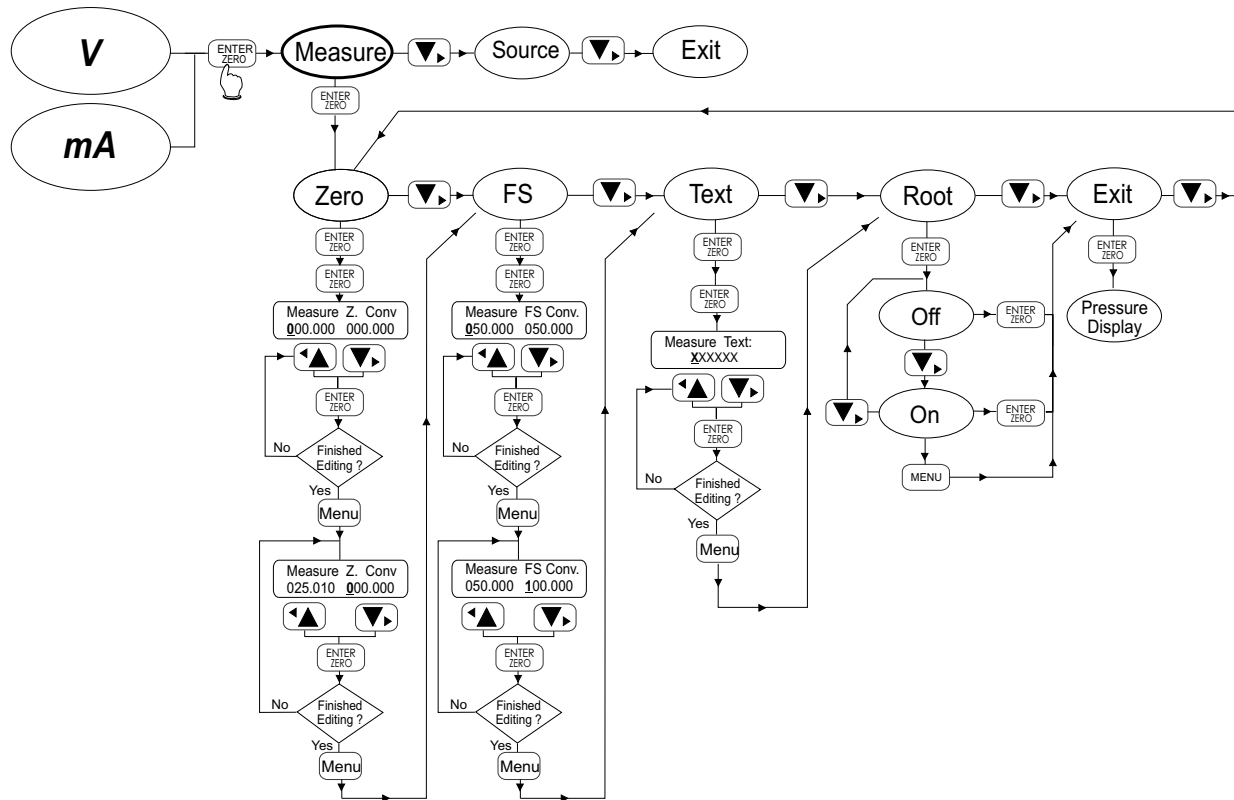 V
mA
ENTER
ZERO
Measure
Source
Exit
ENTER
ZERO
Zero
FS
Text
Root
Exit
ENTER
ZERO
ENTER
ZERO
ENTER
ZERO
ENTER
ZERO
ENTER
ZERO
ENTER
ZERO
ENTER
ZERO
ENTER
ZERO
ENTER
ZERO
Measure Z. Conv
000.000 000.000
Measure FS Conv.
050.000 050.000
Measure Text:
XXXXXX
Off
ENTER
ZERO
Pressure
Display
On
ENTER
ZERO
MENU
ENTER
ZERO
No
Finished
Editing ?
Yes
Menu
ENTER
ZERO
No
Finished
Editing ?
Yes
Menu
ENTER
ZERO
No
Finished
Editing ?
Yes
Menu
Measure Z. Conv
025.010 000.000
Measure FS Conv.
050.000 100.000
ENTER
ZERO
No
Finished
Editing ?
Yes
Menu
ENTER
ZERO
No
Finished
Editing ?
Yes
Menu